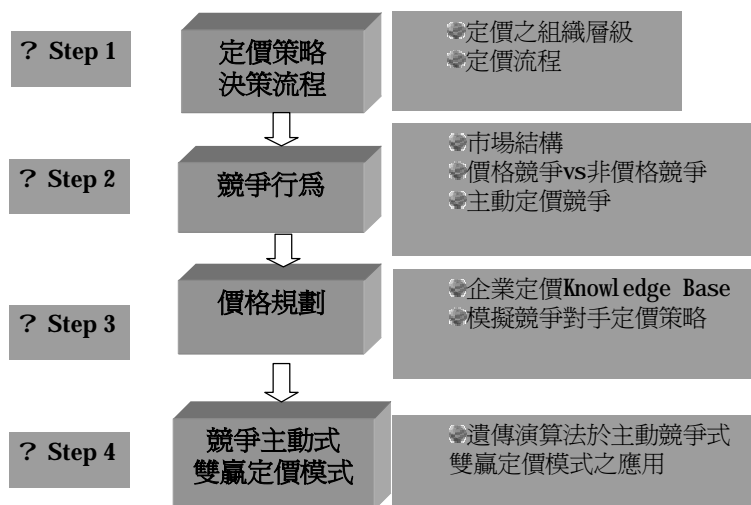 ? Step 1
定價策略
決策流程
定價之組織層級
定價流程
? Step 2
競爭行為
市場結構
價格競爭vs非價格競爭
主動定價競爭
? Step 3
價格規劃
企業定價Knowledge Base
模擬競爭對手定價策略
? Step 4
競爭主動式
雙贏定價模式
遺傳演算法於主動競爭式
雙贏定價模式之應用